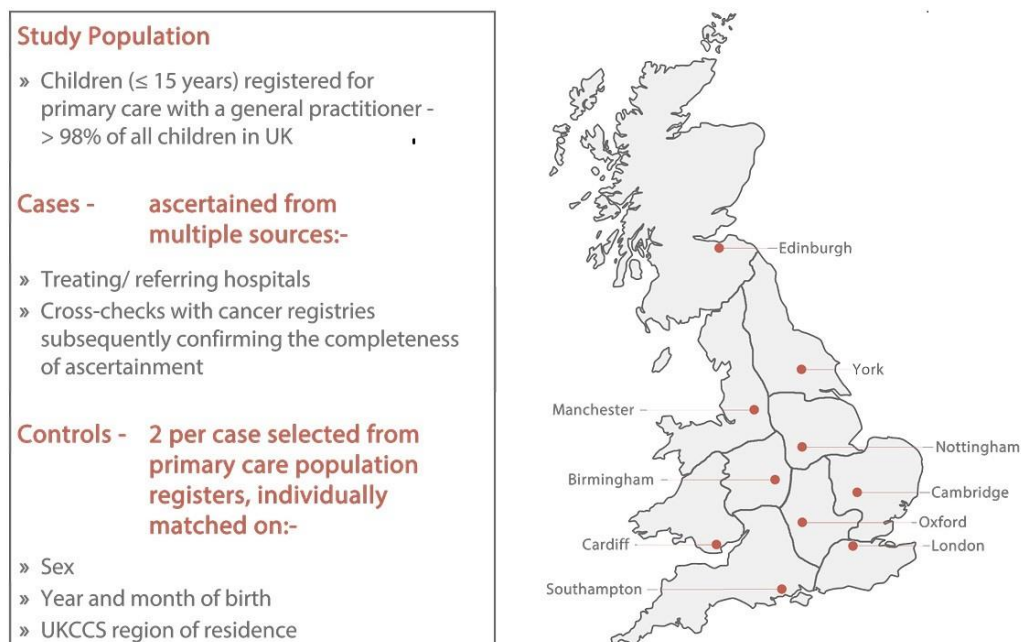 Study Population
» Children (≤ 15 years) registered for
primary care with a general practitioner -
> 98% of all children in UK
Cases - ascertained from
multiple sources:-
» Treating/ referring hospitals
» Cross-checks with cancer registries
subsequently confirming the completeness
of ascertainment
Controls - 2 per case selected from
primary care population
registers, individually
matched on:-
» Sex
» Year and month of birth
» UKCCS region of residence
Edinburgh
York
Manchester
Nottingham
Birmingham
Cambridge
Oxford
Cardiff
London
Southampton